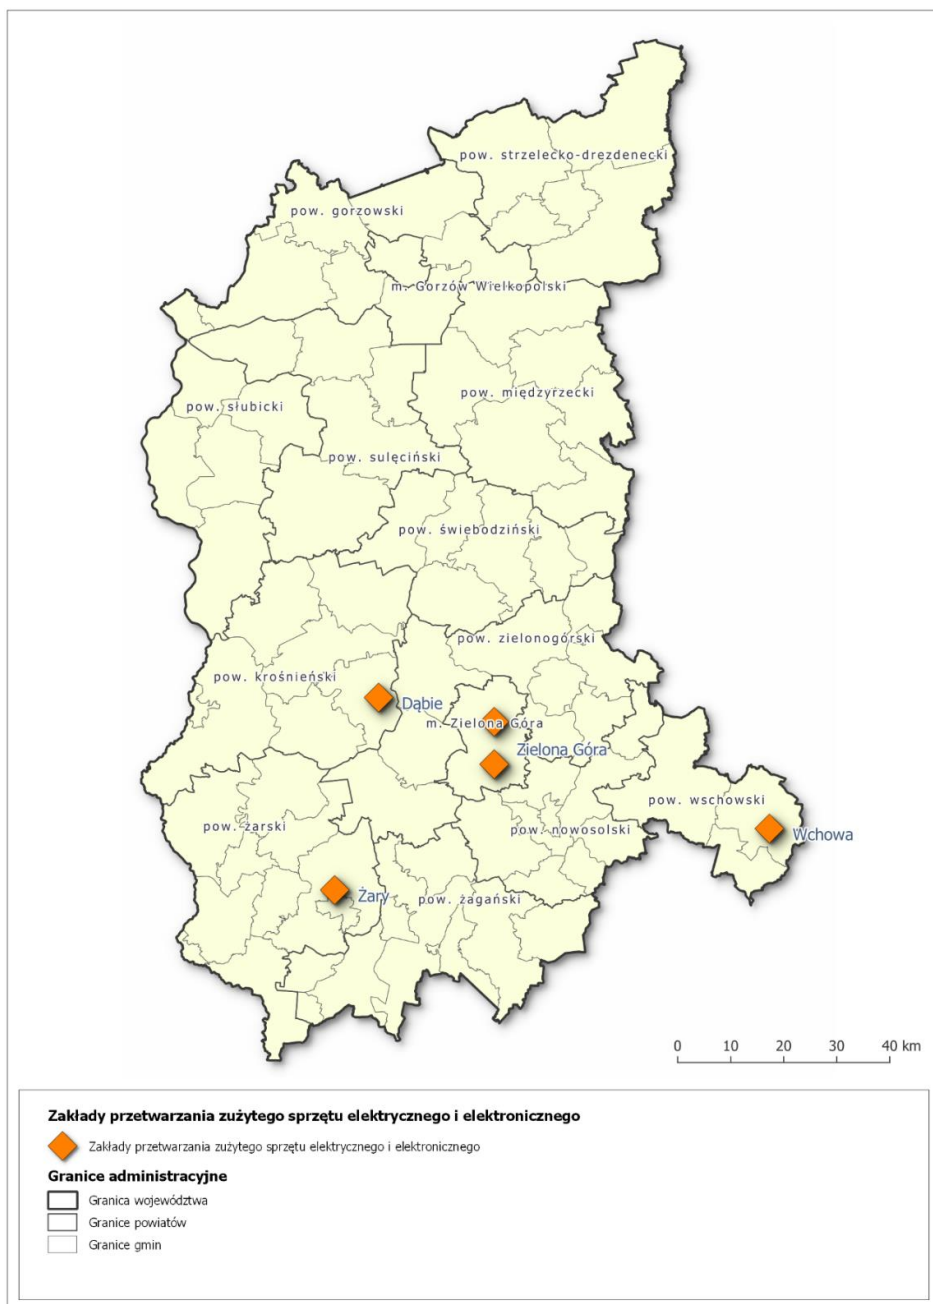 pow. strzelecko-drezdenecki
pow. gorzowski
m. Gorzów Wielkopolski
pow. międzyrzecki
pow. słubicki
pow. sulęciński
pow. świebodziński
pow. zielonogórski
pow. krośnieński
Dąbie
m. Zielona Góra
Zielona Góra
pow. wschowski
pow. żarski
pow. nowosolski
Wchowa
Żary
pow. żagański
0 10 20 30 40 km
Zakłady przetwarzania zużytego sprzętu elektrycznego i elektronicznego
Zakłady przetwarzania zużytego sprzętu elektrycznego i elektronicznego
Granice administracyjne
Granica województwa
Granice powiatów
Granice gmin